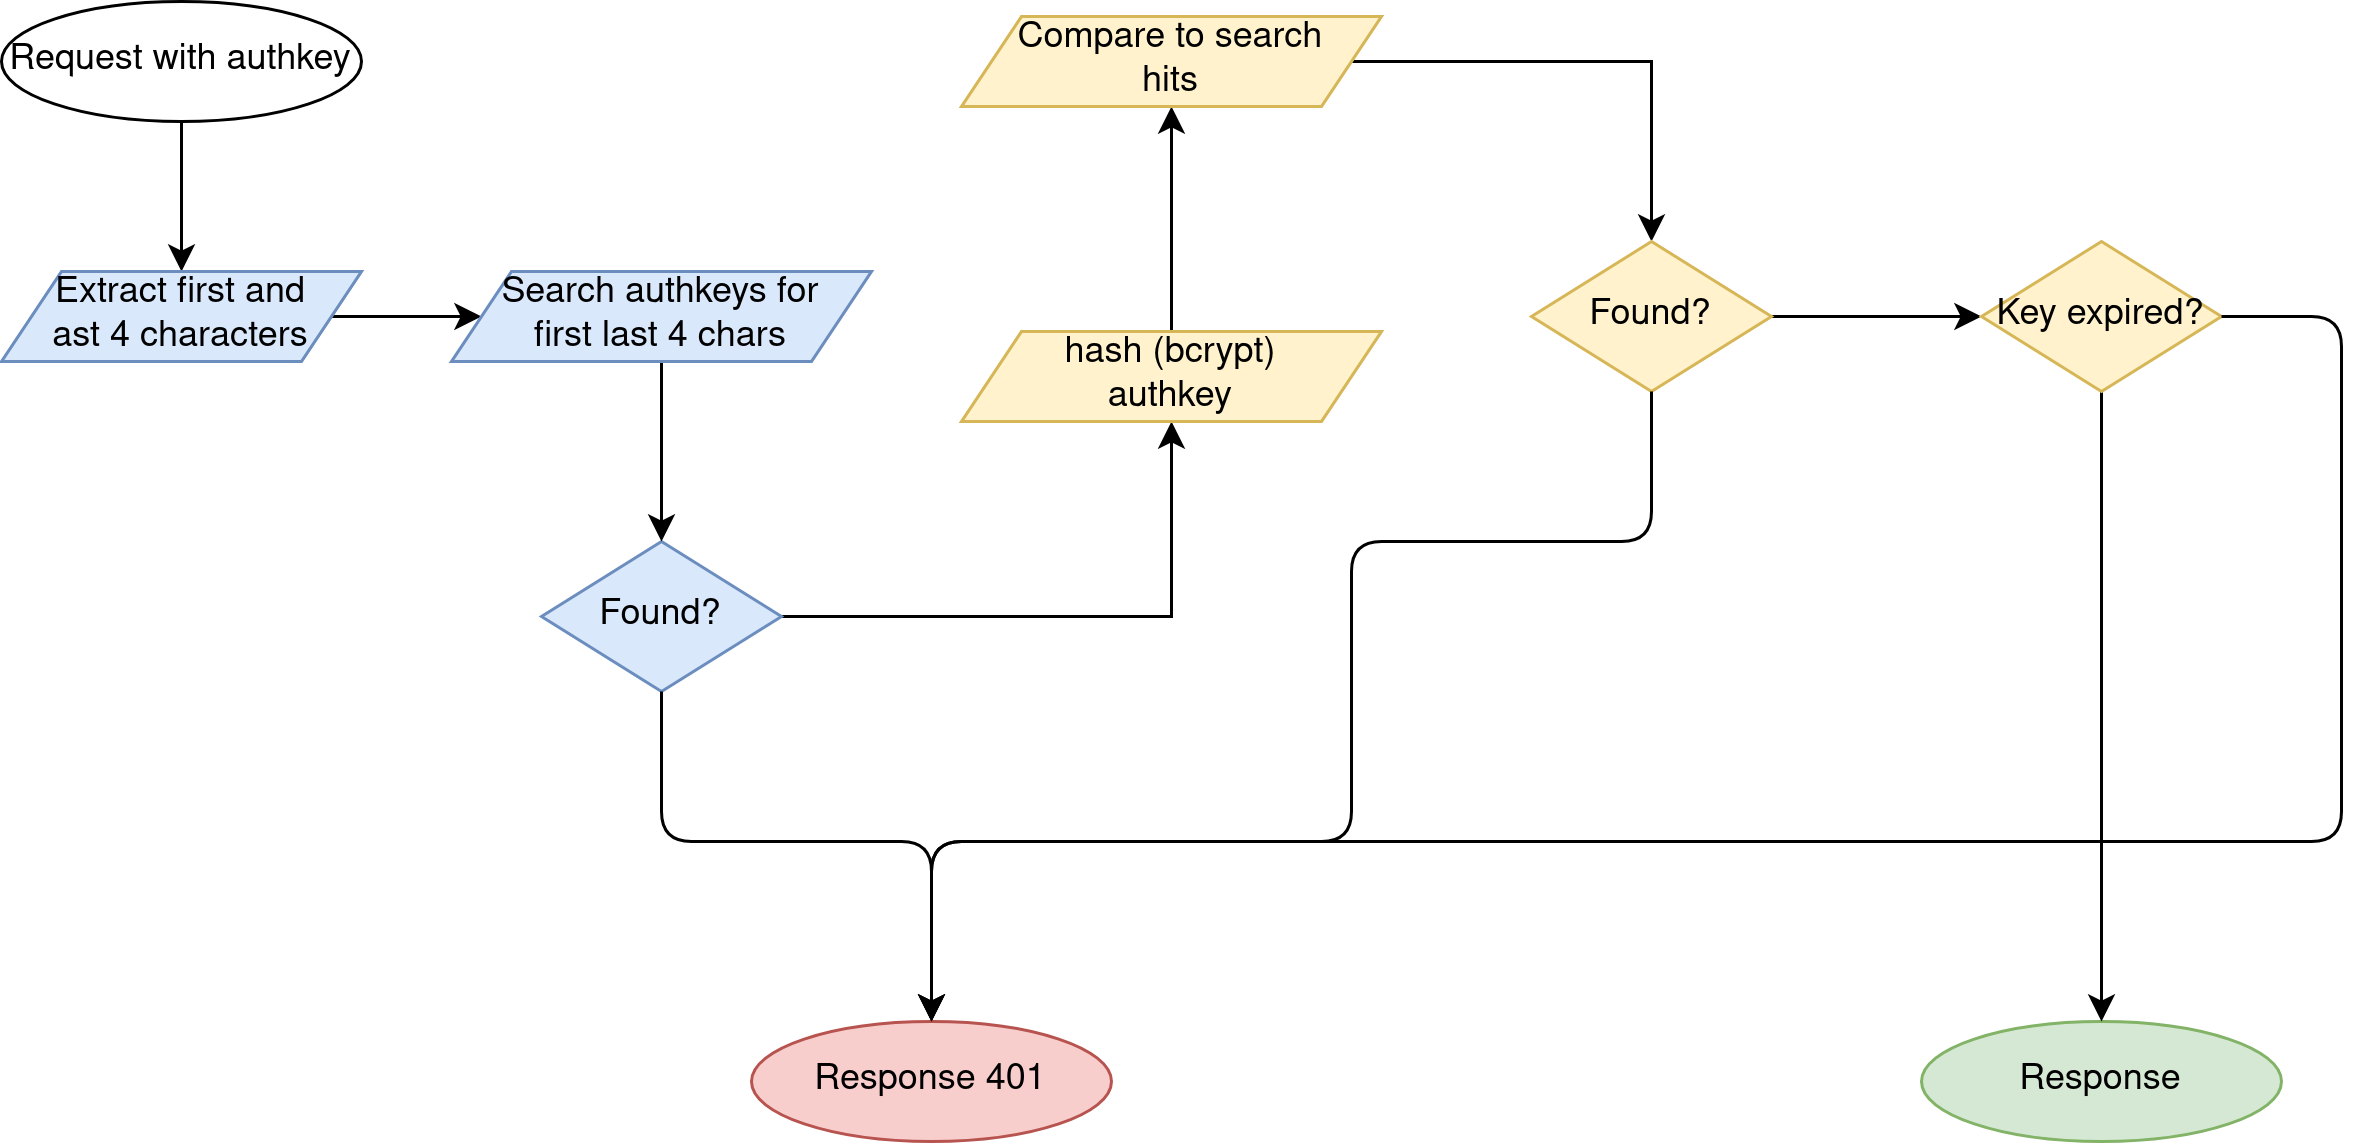 Request with authkey
Extract first and
ast 4 characters
Search authkeys for
first last 4 chars
Found?
hash (bcrypt)
authkey
Compare to search
hits
Found?
Key expired?
Response 401
Response